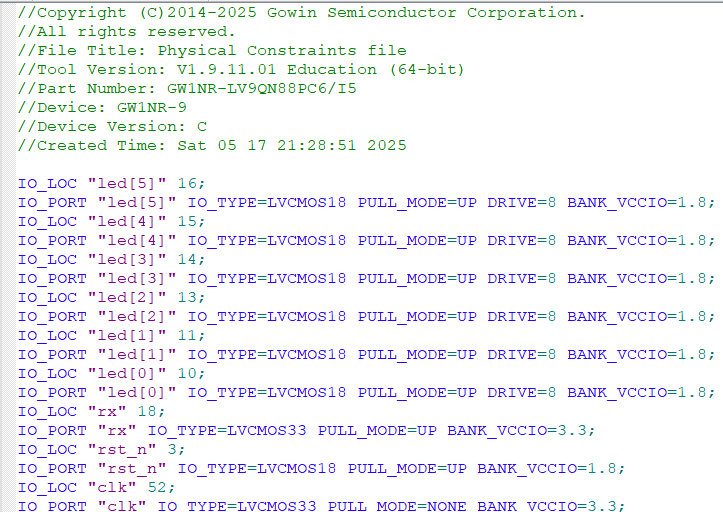 //Copyright (C)2014-2025 Gowin Semiconductor Corporation.
//All rights reserved.
//File Title: Physical Constraints file
//Tool Version: V1.9.11.01 Education (64-bit)
//Part Number: GW1NR-LV9QN88PC6/I5
//Device: GW1NR-9
//Device Version: C
//Created Time: Sat 05 17 21:28:51 2025

IO_LOC "led[5]" 16;
IO_PORT "led[5]" IO_TYPE=LVCMOS18 PULL_MODE=UP DRIVE=8 BANK_VCCIO=1.8;
IO_LOC "led[4]" 15;
IO_PORT "led[4]" IO_TYPE=LVCMOS18 PULL_MODE=UP DRIVE=8 BANK_VCCIO=1.8;
IO_LOC "led[3]" 14;
IO_PORT "led[3]" IO_TYPE=LVCMOS18 PULL_MODE=UP DRIVE=8 BANK_VCCIO=1.8;
IO_LOC "led[2]" 13;
IO_PORT "led[2]" IO_TYPE=LVCMOS18 PULL_MODE=UP DRIVE=8 BANK_VCCIO=1.8;
IO_LOC "led[1]" 11;
IO_PORT "led[1]" IO_TYPE=LVCMOS18 PULL_MODE=UP DRIVE=8 BANK_VCCIO=1.8;
IO_LOC "led[0]" 10;
IO_PORT "led[0]" IO_TYPE=LVCMOS18 PULL_MODE=UP DRIVE=8 BANK_VCCIO=1.8;
IO_LOC "rx" 18;
IO_PORT "rx" IO_TYPE=LVCMOS33 PULL_MODE=UP BANK_VCCIO=3.3;
IO_LOC "rst_n" 3;
IO_PORT "rst_n" IO_TYPE=LVCMOS18 PULL_MODE=UP BANK_VCCIO=1.8;
IO_LOC "clk" 52;
IO_PORT "clk" IO_TYPE=LVCMOS33 PULL_MODE=NONE BANK_VCCIO=3.3;